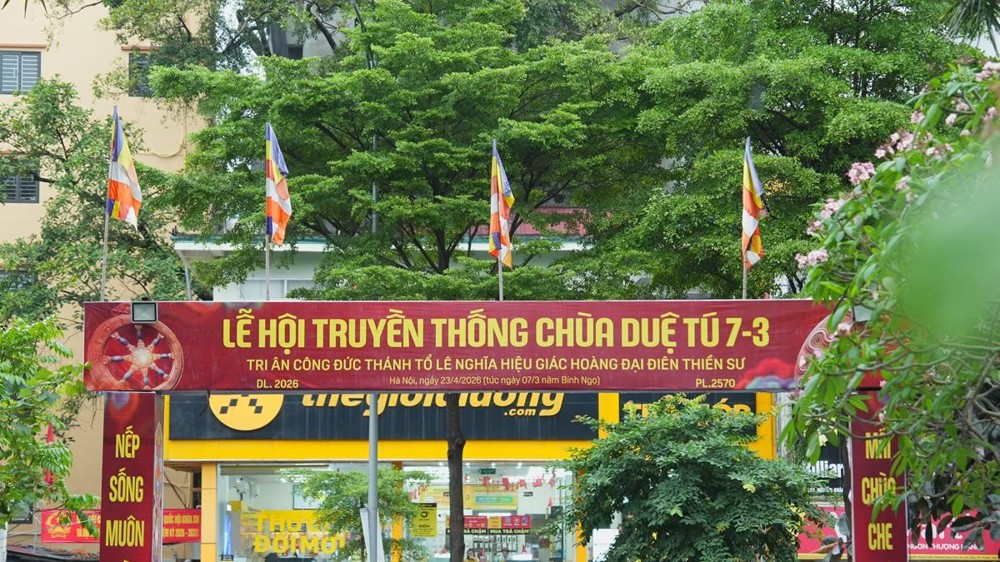 LỄ HỘI TRUYỀN THỐNG CHÙA DUỆ TÚ 7-3
TRI ÂN CÔNG ĐỨC THÁNH TỔ LÊ NGHĨA HIỆU GIÁC HOÀNG ĐẠI ĐIÊN THIỀN SƯ
DL. 2026
Hà Nội, ngày 23/4/2026 (tức ngày 07/3 năm Bính Ngọ)
PL.2570
thegioididong
.com
NẾP
SỐNG
MUÔN
MÁI
CHÙA
CHE